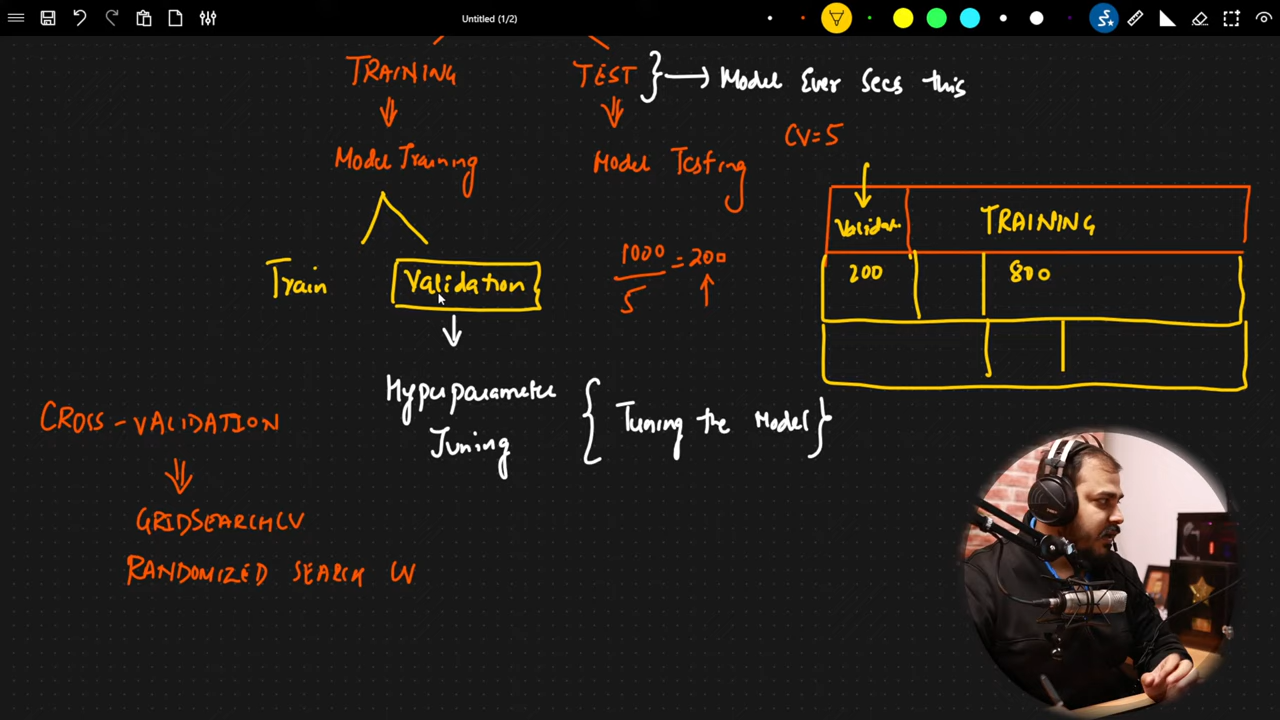 Untitled (1/2)
TRAINING
TEST
Model Ever Sees this
Model Training
Model Testing
CV=5
Validan
TRAINING
Train
Validation
1000
5
=200
200
800
Hyperparameter
Tuning
Tuning the Model
CROSS-VALIDATION
GRIDSEARCHCV
RANDOMIZED SEARCH CV